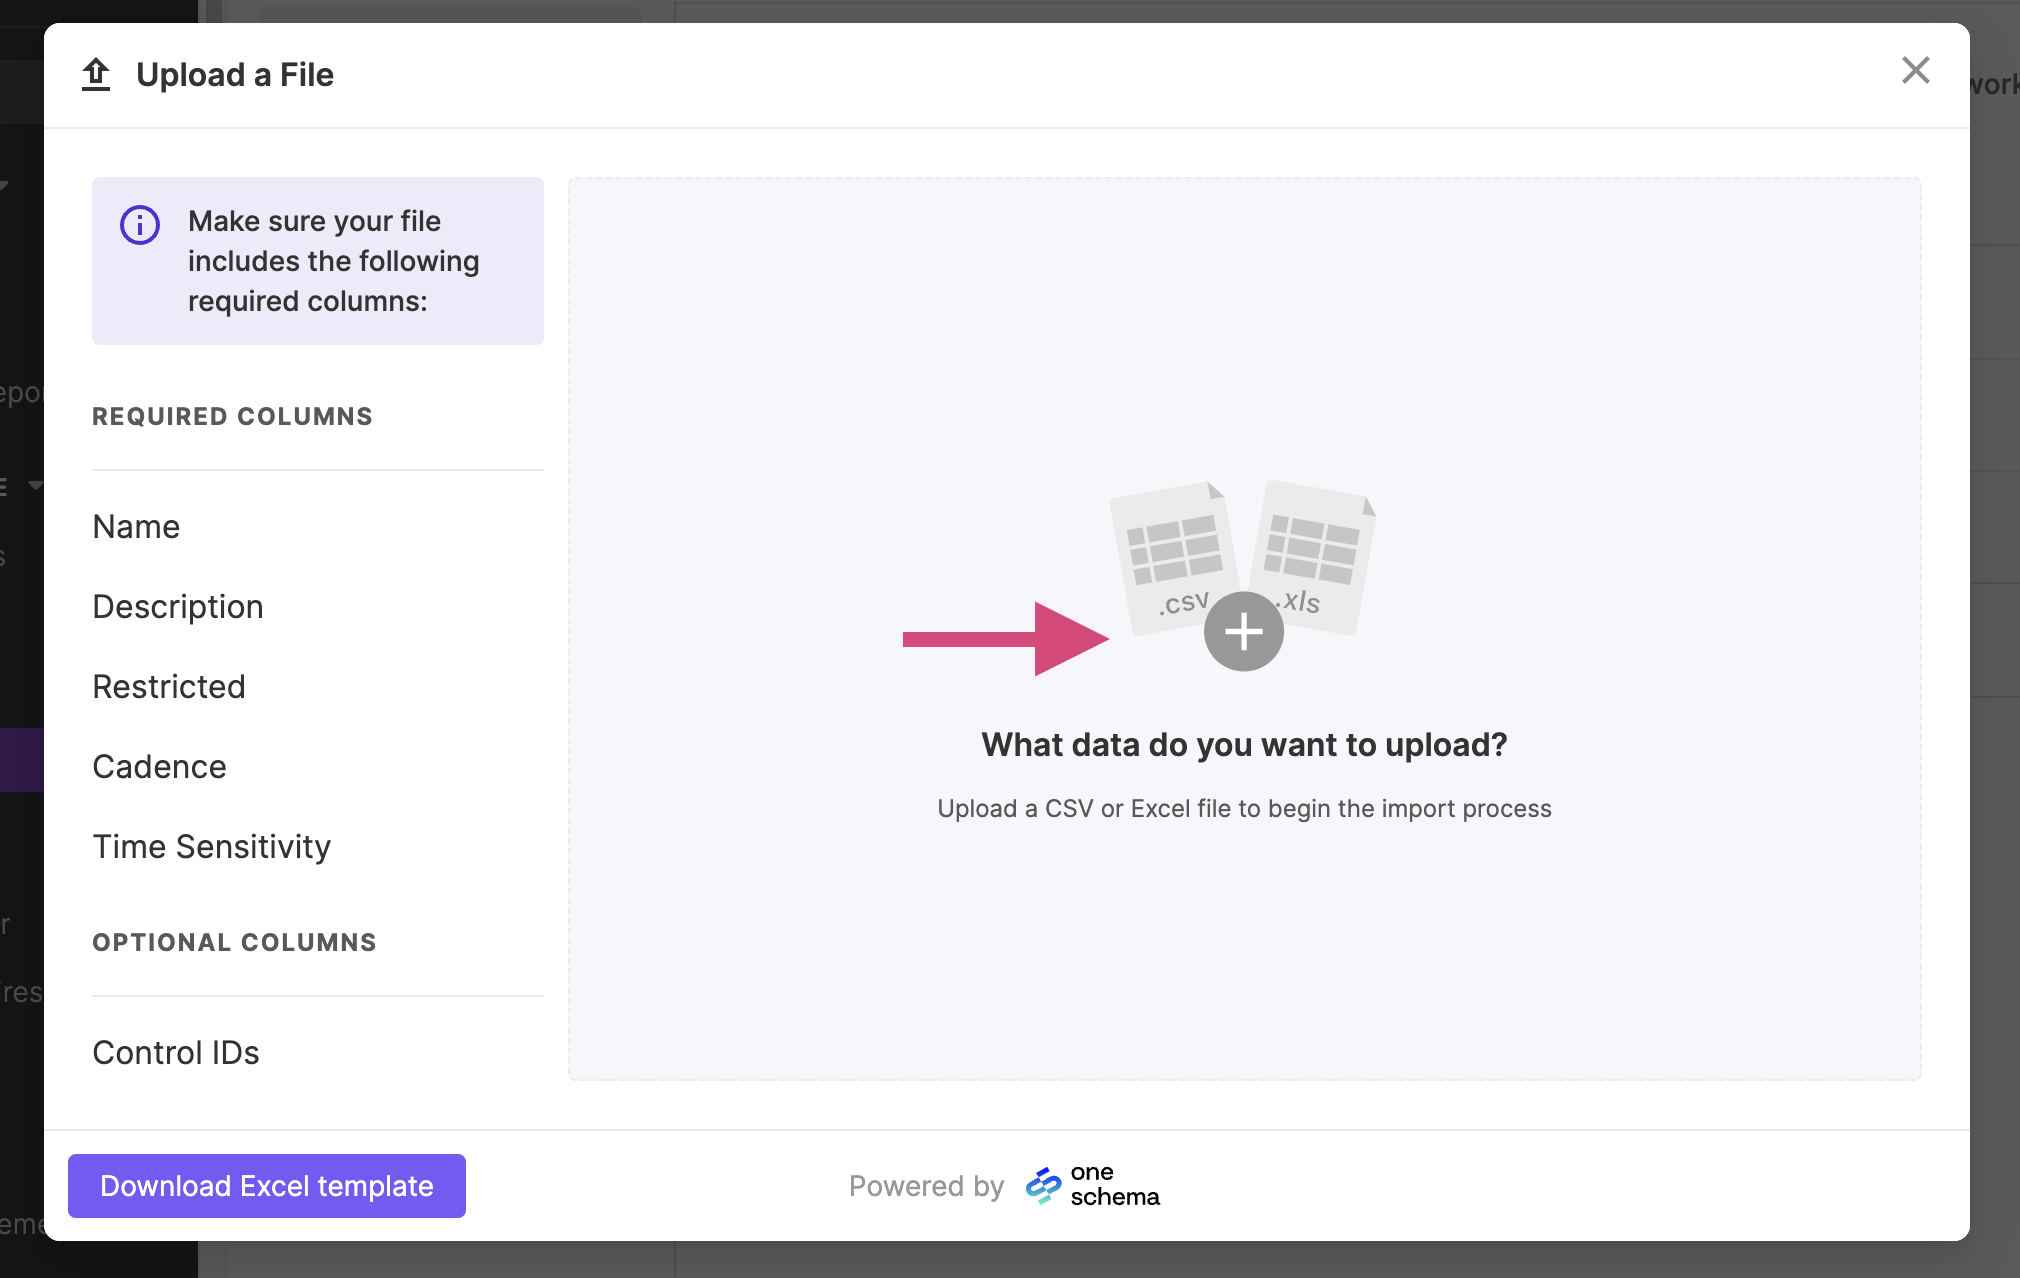 Upload a File
Make sure your file
includes the following
required columns:
REQUIRED COLUMNS
Name
Description
Restricted
Cadence
Time Sensitivity
OPTIONAL COLUMNS
Control IDs
.csv
.xls
What data do you want to upload?
Upload a CSV or Excel file to begin the import process
Download Excel template
Powered by
one
schema